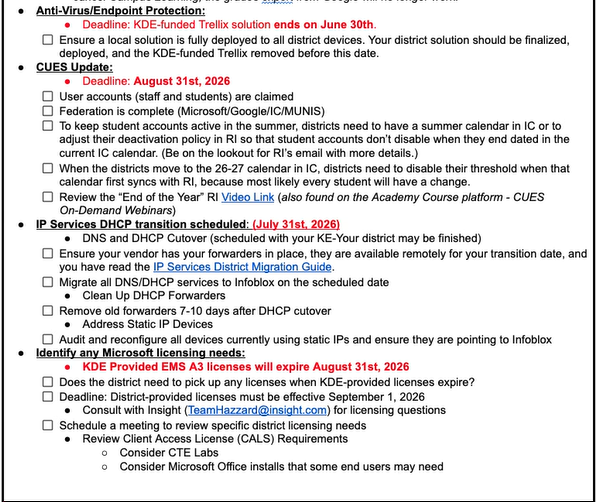 Anti-Virus/Endpoint Protection:
Deadline: KDE-funded Trellix solution ends on June 30th.
Ensure a local solution is fully deployed to all district devices. Your district solution should be finalized,
deployed, and the KDE-funded Trellix removed before this date.
CUES Update:
Deadline: August 31st, 2026
User accounts (staff and students) are claimed
Federation is complete (Microsoft/Google/IC/MUNIS)
To keep student accounts active in the summer, districts need to have a summer calendar in IC or to
adjust their deactivation policy in RI so that student accounts don't disable when they end dated in the
current IC calendar. (Be on the lookout for RI's email with more details.)
When the districts move to the 26-27 calendar in IC, districts need to disable their threshold when that
calendar first syncs with RI, because most likely every student will have a change.
Review the "End of the Year" RI Video Link (also found on the Academy Course platform - CUES
On-Demand Webinars)
IP Services DHCP transition scheduled: (July 31st, 2026)
DNS and DHCP Cutover (scheduled with your KE-Your district may be finished)
Ensure your vendor has your forwarders in place, they are available remotely for your transition date, and
you have read the IP Services District Migration Guide.
Migrate all DNS/DHCP services to Infoblox on the scheduled date
Clean Up DHCP Forwarders
Remove old forwarders 7-10 days after DHCP cutover
Address Static IP Devices
Audit and reconfigure all devices currently using static IPs and ensure they are pointing to Infoblox
Identify any Microsoft licensing needs:
KDE Provided EMS A3 licenses will expire August 31st, 2026
Does the district need to pick up any licenses when KDE-provided licenses expire?
Deadline: District-provided licenses must be effective September 1, 2026
Consult with Insight (TeamHazzard@insight.com) for licensing questions
Schedule a meeting to review specific district licensing needs
Review Client Access License (CALS) Requirements
Consider CTE Labs
Consider Microsoft Office installs that some end users may need